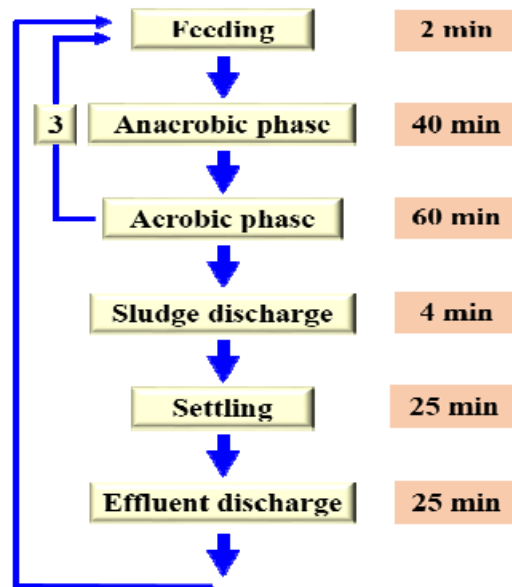 Feeding 2 min
3 Anaerobic phase 40 min
Aerobic phase 60 min
Sludge discharge 4 min
Settling 25 min
Effluent discharge 25 min